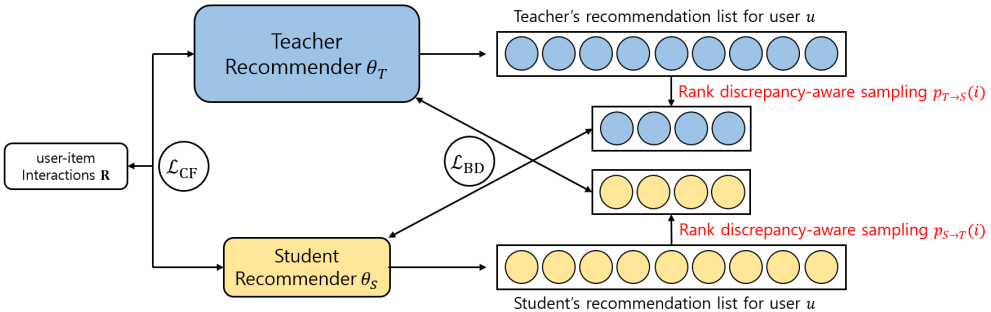 Teacher's recommendation list for user 𝑢
Teacher
Recommender 𝜃_𝑇
Rank discrepancy-aware sampling 𝑝_{𝑇→𝑆}(𝑖)
user-item
Interactions 𝐑
ℒ_CF
ℒ_BD
Rank discrepancy-aware sampling 𝑝_{𝑆→𝑇}(𝑖)
Student
Recommender 𝜃_𝑆
Student's recommendation list for user 𝑢